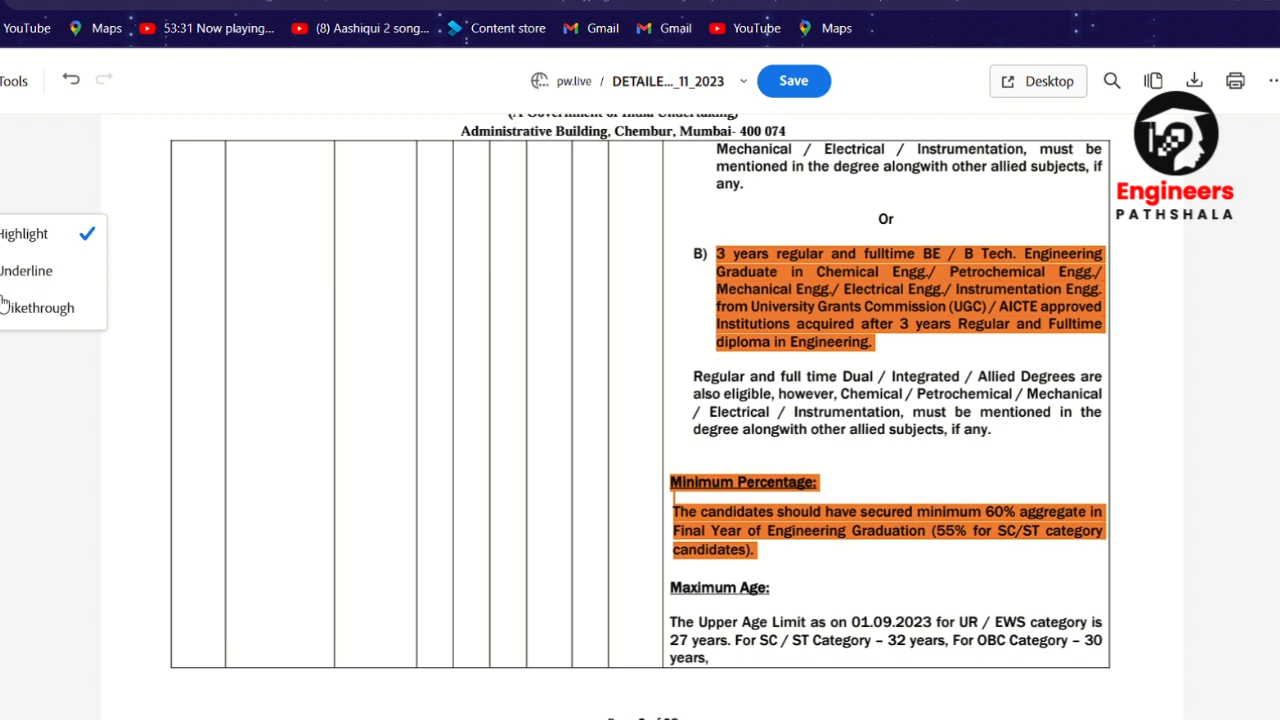 YouTube Maps 53:31 Now playing... (8) Aashiqui 2 song... Content store Gmail Gmail YouTube Maps
Tools pw.live / DETAILE..._11_2023 Save Desktop
(A Government of India Undertaking)
Administrative Building, Chembur, Mumbai- 400 074
Engineers
PATHSHALA
Highlight
Underline
ikethrough
Mechanical / Electrical / Instrumentation, must be
mentioned in the degree alongwith other allied subjects, if
any.
Or
B) 3 years regular and fulltime BE / B Tech. Engineering
Graduate in Chemical Engg./ Petrochemical Engg./
Mechanical Engg./ Electrical Engg./ Instrumentation Engg.
from University Grants Commission (UGC) / AICTE approved
Institutions acquired after 3 years Regular and Fulltime
diploma in Engineering.
Regular and full time Dual / Integrated / Allied Degrees are
also eligible, however, Chemical / Petrochemical / Mechanical
/ Electrical / Instrumentation, must be mentioned in the
degree alongwith other allied subjects, if any.
Minimum Percentage:
The candidates should have secured minimum 60% aggregate in
Final Year of Engineering Graduation (55% for SC/ST category
candidates).
Maximum Age:
The Upper Age Limit as on 01.09.2023 for UR / EWS category is
27 years. For SC / ST Category – 32 years, For OBC Category – 30
years,